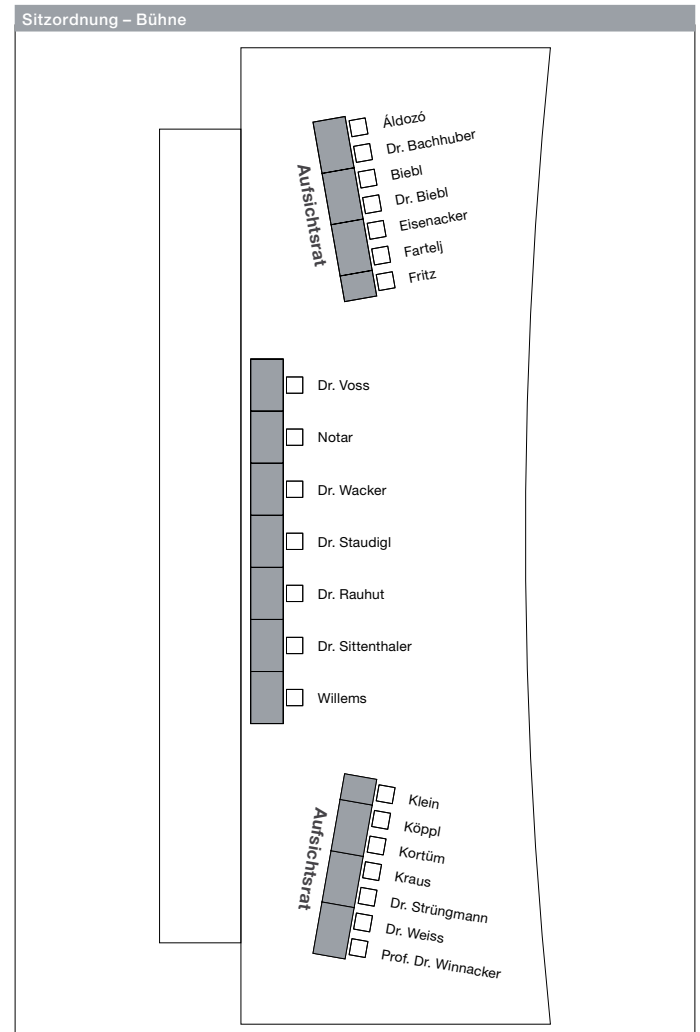 Sitzordnung – Bühne
Áldozó
Dr. Bachhuber
Biebl
Dr. Biebl
Eisenacker
Fartelj
Fritz
Aufsichtsrat
Dr. Voss
Notar
Dr. Wacker
Dr. Staudigl
Dr. Rauhut
Dr. Sittenthaler
Willems
Aufsichtsrat
Klein
Köppl
Kortüm
Kraus
Dr. Strüngmann
Dr. Weiss
Prof. Dr. Winnacker